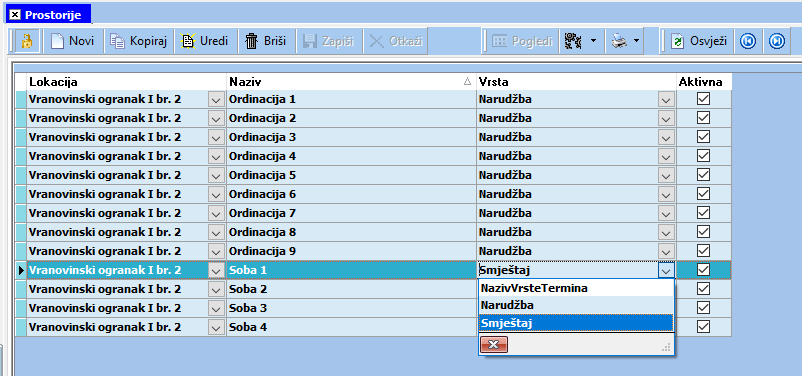 Prostorije
Novi Kopiraj Uredi Briši Zapiši Otkaži Pogledi Osvježi
Lokacija Naziv Vrsta Aktivna
Vranovinski ogranak I br. 2 Ordinacija 1 Narudžba
Vranovinski ogranak I br. 2 Ordinacija 2 Narudžba
Vranovinski ogranak I br. 2 Ordinacija 3 Narudžba
Vranovinski ogranak I br. 2 Ordinacija 4 Narudžba
Vranovinski ogranak I br. 2 Ordinacija 5 Narudžba
Vranovinski ogranak I br. 2 Ordinacija 6 Narudžba
Vranovinski ogranak I br. 2 Ordinacija 7 Narudžba
Vranovinski ogranak I br. 2 Ordinacija 8 Narudžba
Vranovinski ogranak I br. 2 Ordinacija 9 Narudžba
Vranovinski ogranak I br. 2 Soba 1 Smještaj
Vranovinski ogranak I br. 2 Soba 2 NazivVrsteTermina
Vranovinski ogranak I br. 2 Soba 3 Narudžba
Vranovinski ogranak I br. 2 Soba 4 Smještaj